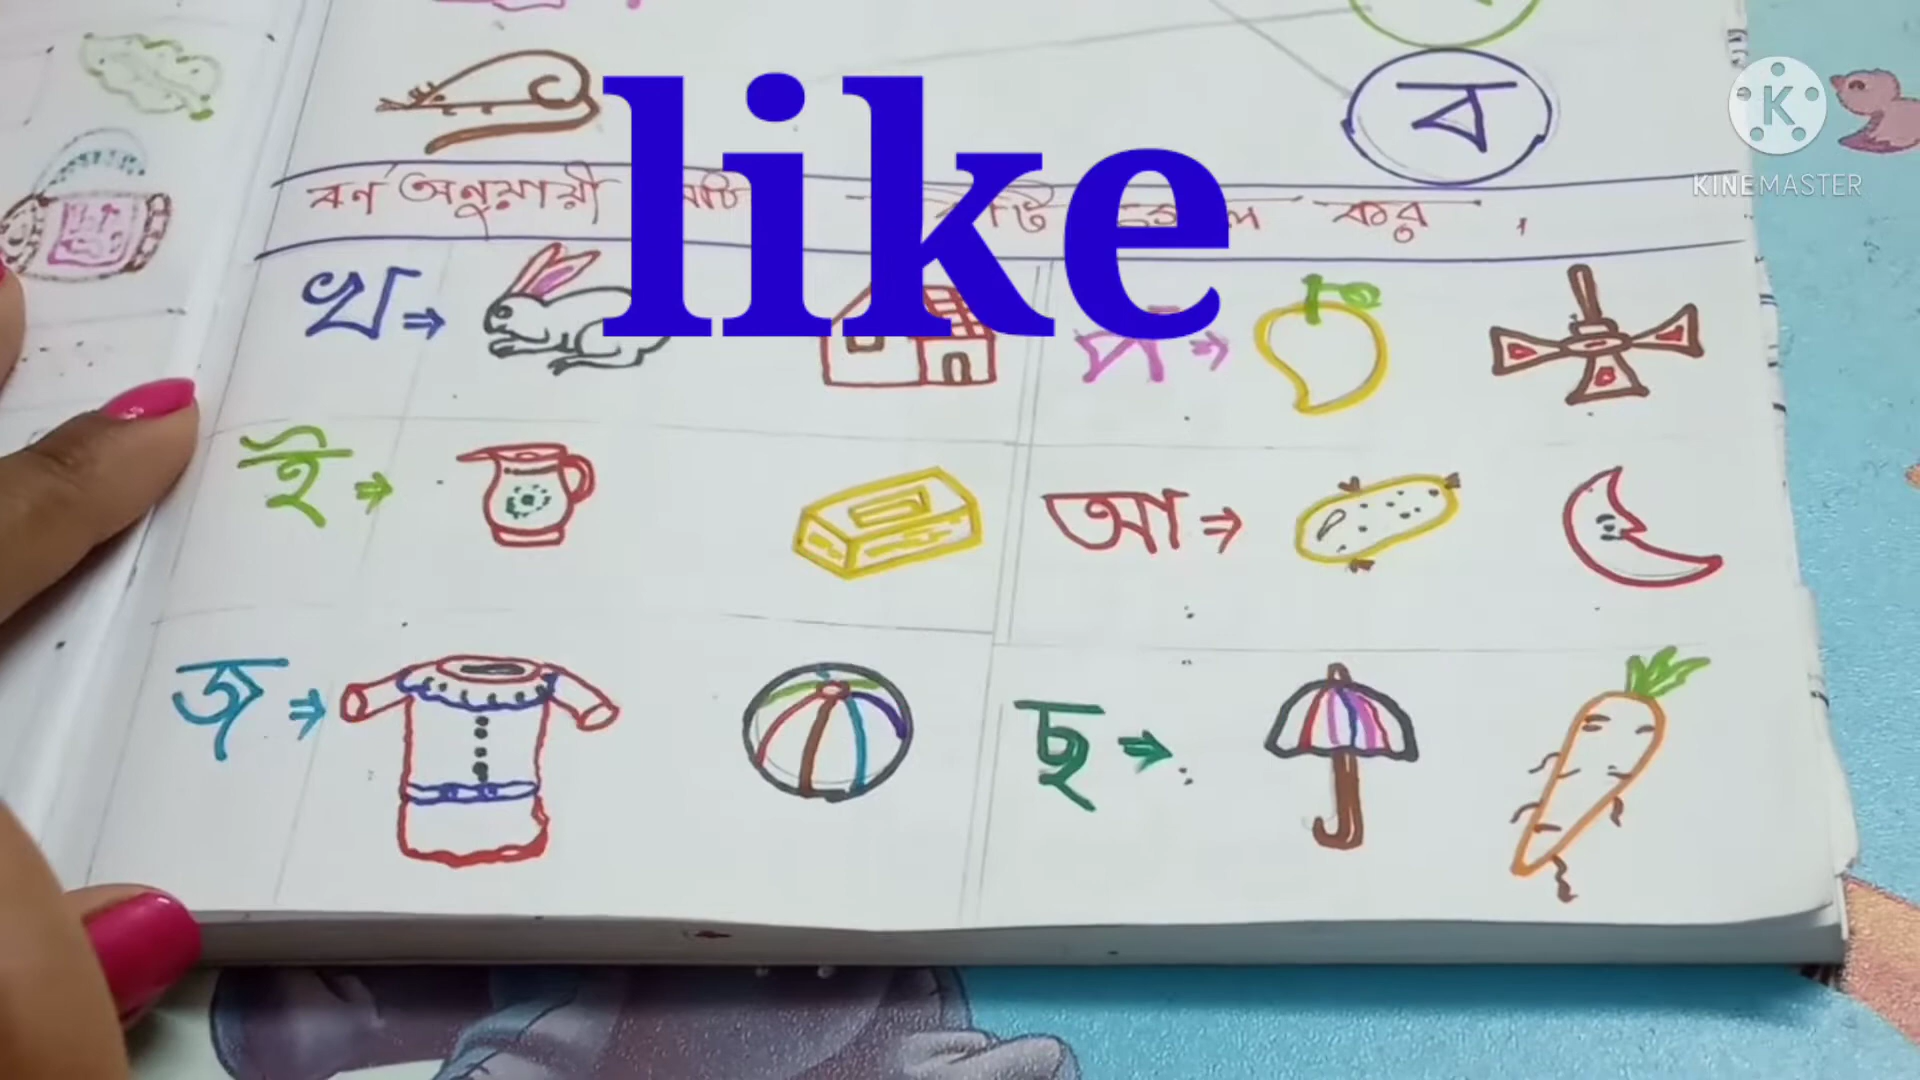 ব
like
KINEMASTER
বর্ণ অনুযায়ী কর ।
খ⇒
প⇒
ই⇒
আ⇒
জ⇒
ছ⇒